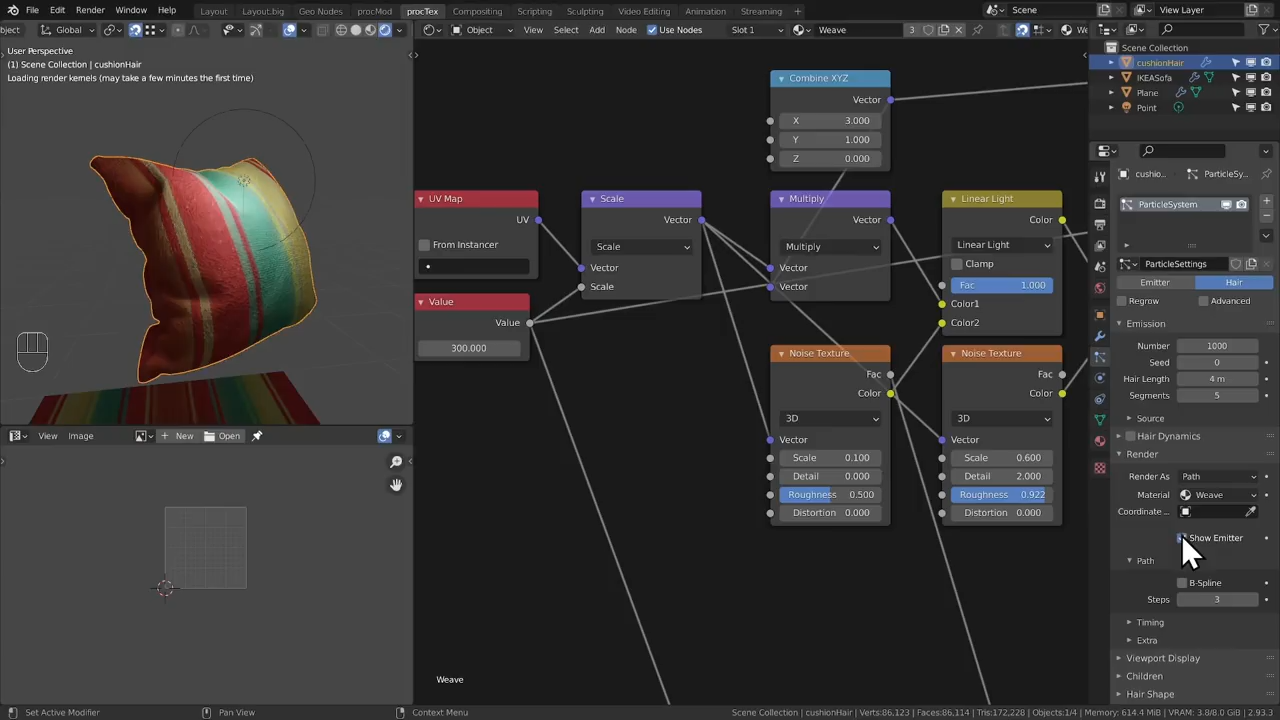 File Edit Render Window Help
Layout Layout.big Geo Nodes procMod procTex Compositing Scripting Sculpting Video Editing Animation Streaming
Scene View Layer
bject Global
Object View Select Add Node Use Nodes Slot 1 Weave 3
User Perspective
(1) Scene Collection | cushionHair
Loading render kernels (may take a few minutes the first time)
Scene Collection
cushionHair
IKEASofa
Plane
Point
Combine XYZ
Vector
X 3.000
Y 1.000
Z 0.000
UV Map
UV
From Instancer
Value
Value
300.000
Scale
Vector
Scale
Vector
Scale
Multiply
Vector
Multiply
Vector
Vector
Linear Light
Color
Linear Light
Clamp
Fac 1.000
Color1
Color2
Noise Texture
Fac
Color
3D
Vector
Scale 0.100
Detail 0.000
Roughness 0.500
Distortion 0.000
Noise Texture
Fac
Color
3D
Vector
Scale 0.600
Detail 2.000
Roughness 0.922
Distortion 0.000
Weave
View Image New Open
cushio... ParticleSy...
ParticleSystem
ParticleSettings
Emitter Hair
Regrow Advanced
Emission
Number 1000
Seed 0
Hair Length 4 m
Segments 5
Source
Hair Dynamics
Render
Render As Path
Material Weave
Coordinate ...
Show Emitter
Path
B-Spline
Steps 3
Timing
Extra
Viewport Display
Children
Hair Shape
Set Active Modifier Pan View Context Menu Scene Collection | cushionHair | Verts:86,123 | Faces:86,114 | Tris:172,228 | Objects:1/4 | Memory: 614.4 MiB | VRAM: 3.8/8.0 GiB | 2.93.3